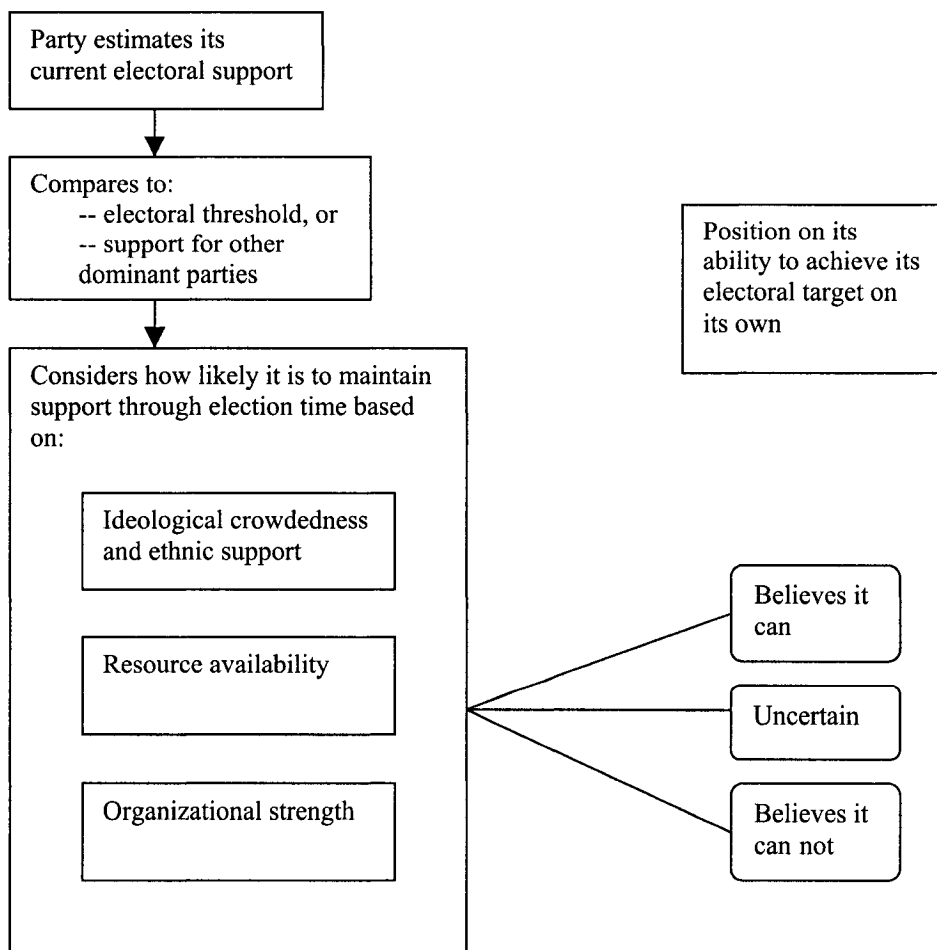 Party estimates its
current electoral support
Compares to:
-- electoral threshold, or
-- support for other
dominant parties
Considers how likely it is to maintain
support through election time based
on:
Ideological crowdedness
and ethnic support
Resource availability
Organizational strength
Position on its
ability to achieve its
electoral target on
its own
Believes it
can
Uncertain
Believes it
can not